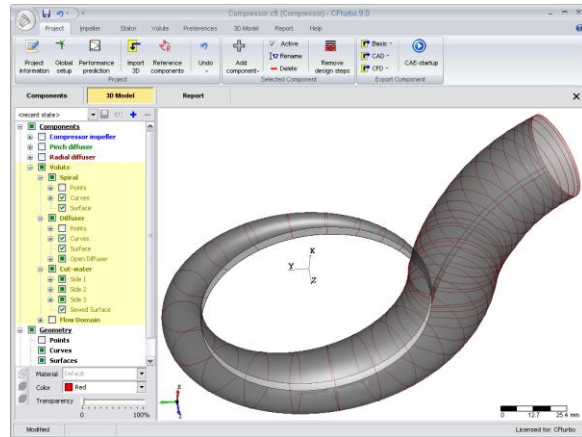 Compressor.cft (Compressor) - CFturbo 9.0
Project Impeller Stator Volute Preferences 3D Model Report Help
Project information
Global setup
Performance prediction
Import 3D
Reference components
Undo
Add component
Active
Rename
Delete
Remove design steps
Basic
CAD
CFD
CAE-startup
Project Selected Component Export Component
Components 3D Model Report
<recent state>
Components
Compressor impeller
Pinch diffuser
Radial diffuser
Volute
Spiral
Points
Curves
Surface
Diffuser
Points
Curves
Surface
Open Diffuser
Cut-water
Side 1
Side 2
Side 3
Sewed Surface
Flow Domain
Geometry
Points
Curves
Surfaces
Material Default
Color Red
Transparency
0 100%
X
Y
Z
0 12.7 25.4 mm
Modified Licensed for: CFturbo